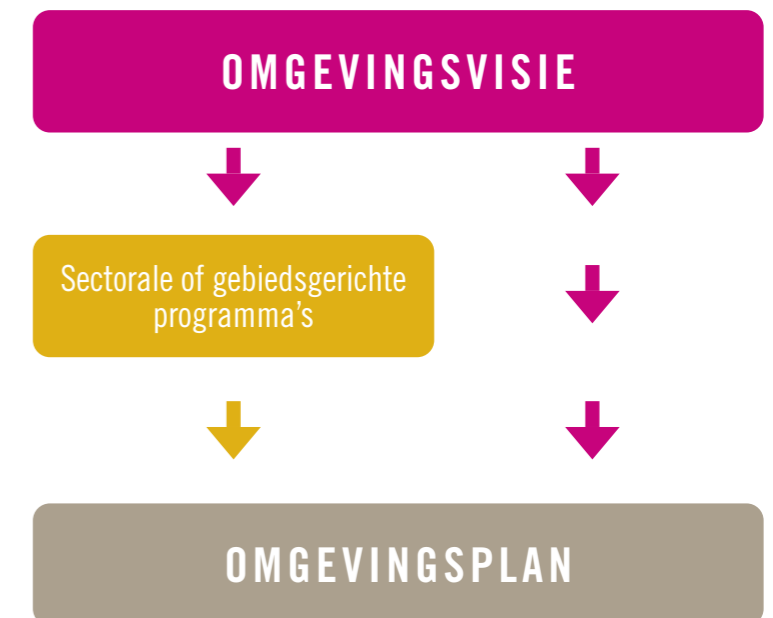 OMGEVINGSVISIE
Sectorale of gebiedsgerichte
programma’s
OMGEVINGSPLAN